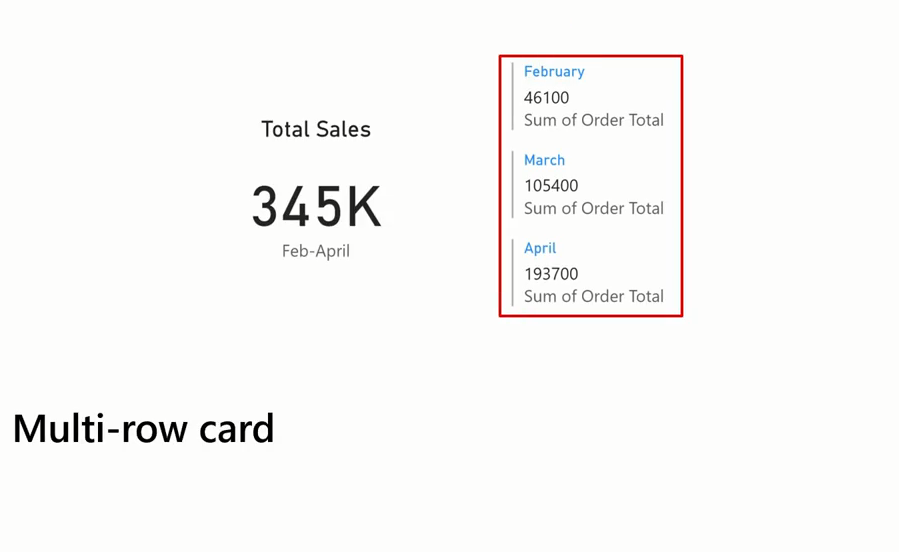 Total Sales
345K
Feb-April
February
46100
Sum of Order Total
March
105400
Sum of Order Total
April
193700
Sum of Order Total
Multi-row card